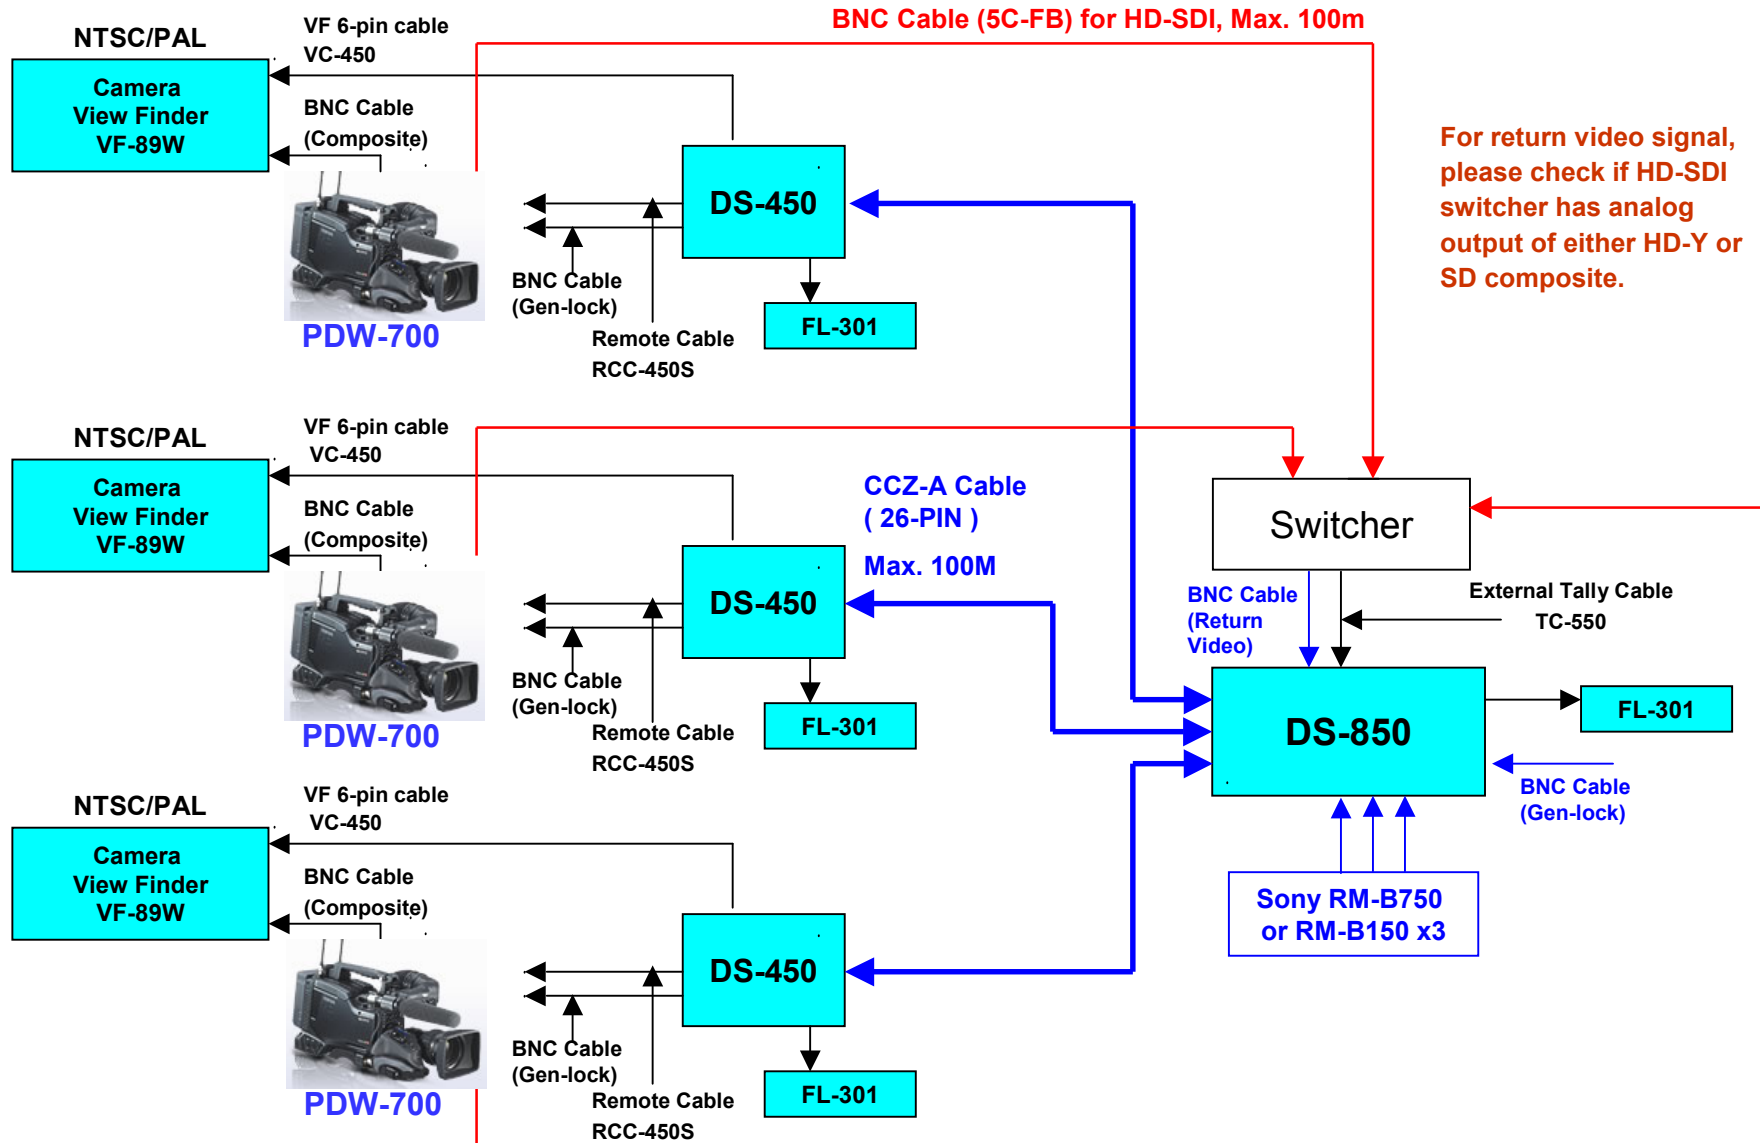 BNC Cable (5C-FB) for HD-SDI, Max. 100m
NTSC/PAL
VF 6-pin cable
VC-450
Camera
View Finder
VF-89W
BNC Cable
(Composite)
PDW-700
DS-450
BNC Cable
(Gen-lock)
Remote Cable
RCC-450S
FL-301
For return video signal,
please check if HD-SDI
switcher has analog
output of either HD-Y or
SD composite.
NTSC/PAL
VF 6-pin cable
VC-450
Camera
View Finder
VF-89W
BNC Cable
(Composite)
PDW-700
DS-450
BNC Cable
(Gen-lock)
Remote Cable
RCC-450S
FL-301
CCZ-A Cable
( 26-PIN )
Max. 100M
Switcher
BNC Cable
(Return
Video)
External Tally Cable
TC-550
DS-850
FL-301
BNC Cable
(Gen-lock)
Sony RM-B750
or RM-B150 x3
NTSC/PAL
VF 6-pin cable
VC-450
Camera
View Finder
VF-89W
BNC Cable
(Composite)
PDW-700
DS-450
BNC Cable
(Gen-lock)
Remote Cable
RCC-450S
FL-301